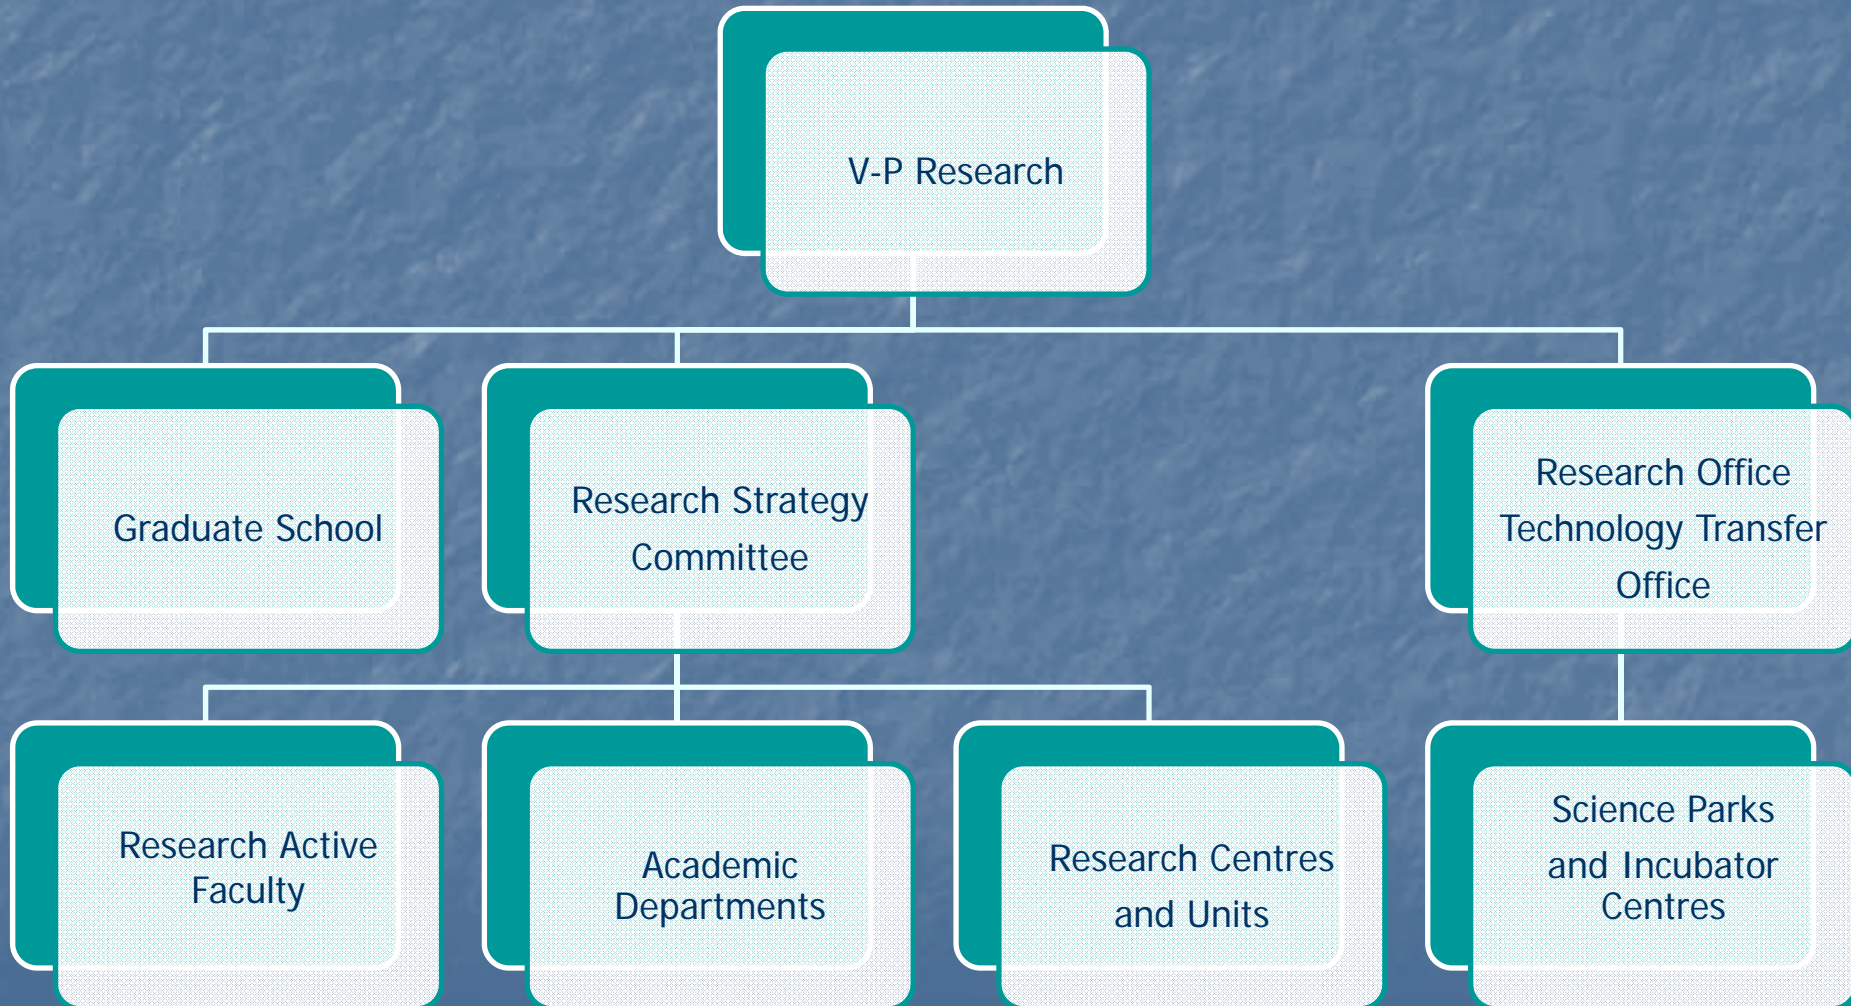 V-P Research
Graduate School
Research Strategy
Committee
Research Office
Technology Transfer
Office
Research Active
Faculty
Academic
Departments
Research Centres
and Units
Science Parks
and Incubator
Centres